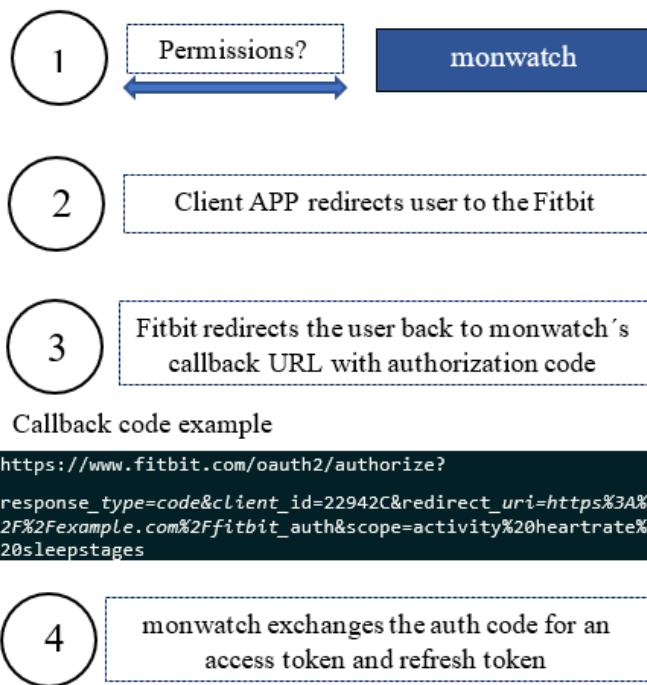 1
Permissions?
monwatch
2
Client APP redirects user to the Fitbit
3
Fitbit redirects the user back to monwatch´s
callback URL with authorization code
Callback code example
https://www.fitbit.com/oauth2/authorize?
response_type=code&client_id=22942C&redirect_uri=https%3A%
2F%2Fexample.com%2Ffitbit_auth&scope=activity%20heartrate%
20sleepstages
4
monwatch exchanges the auth code for an
access token and refresh token